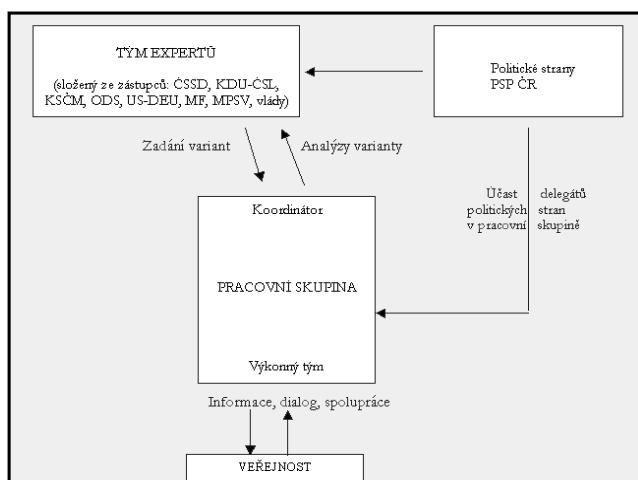 TÝM EXPERTŮ
(složený ze zástupců: ČSSD, KDU-ČSL,
KSČM, ODS, US-DEU, MF, MPSV, vlády)
Politické strany
PSP ČR
Zadání variant
Analýzy varianty
Účast delegátů
politických stran
v pracovní skupině
Koordinátor
PRACOVNÍ SKUPINA
Výkonný tým
Informace, dialog, spolupráce
VEŘEJNOST